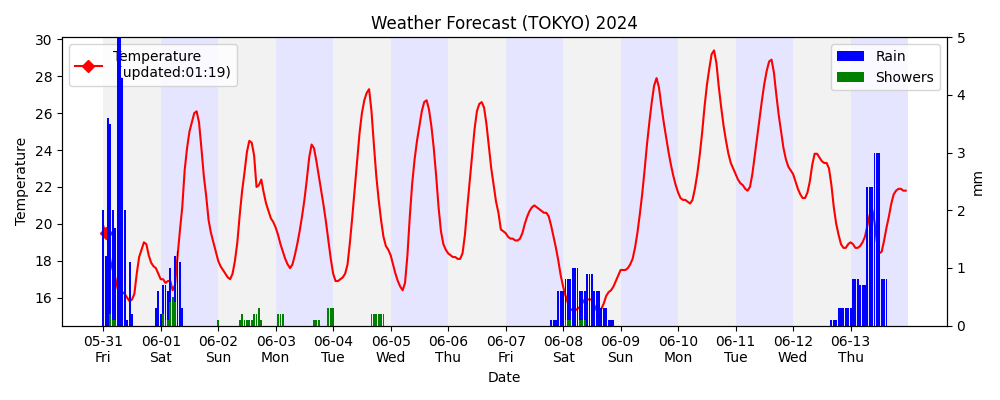 Weather Forecast (TOKYO) 2024
Temperature
updated:01:19)
Rain
Showers
30
28
26
24
22
20
18
16
Temperature
5
4
3
2
1
0
mm
05-31 06-01 06-02 06-03 06-04 06-05 06-06 06-07 06-08 06-09 06-10 06-11 06-12 06-13
Fri Sat Sun Mon Tue Wed Thu Fri Sat Sun Mon Tue Wed Thu
Date